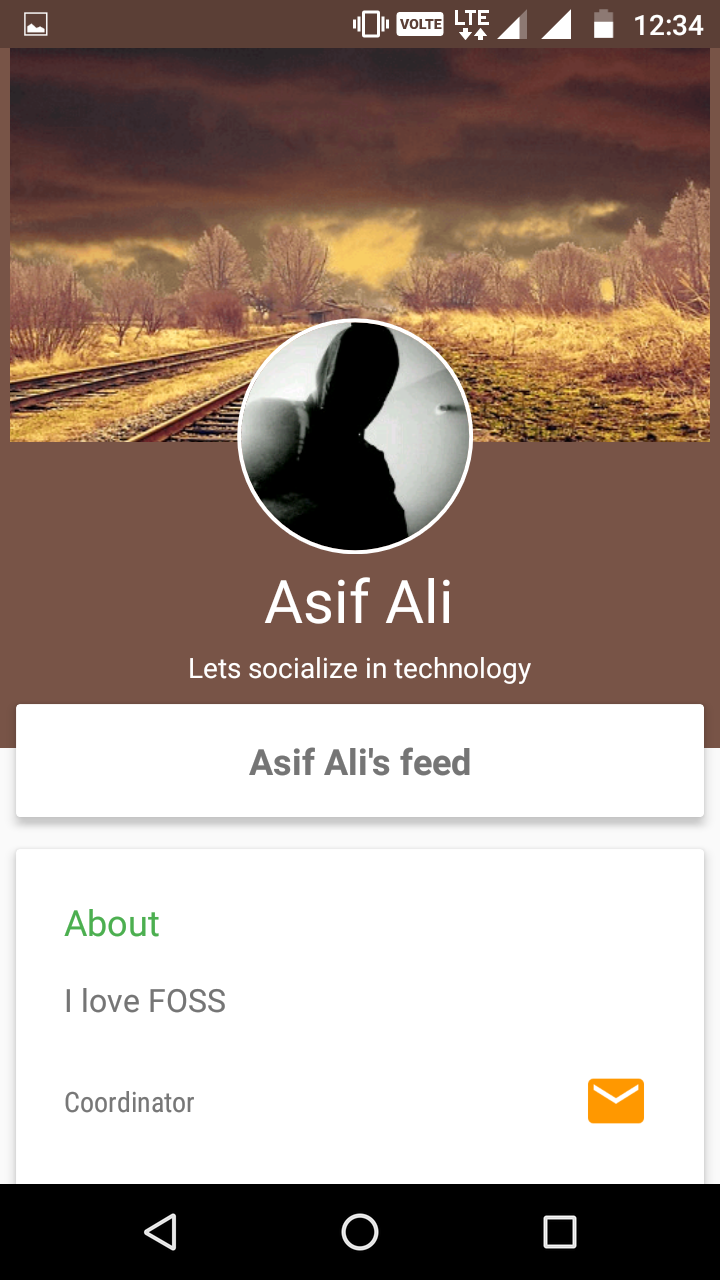 VOLTE LTE 12:34
Asif Ali
Lets socialize in technology
Asif Ali's feed
About
I love FOSS
Coordinator